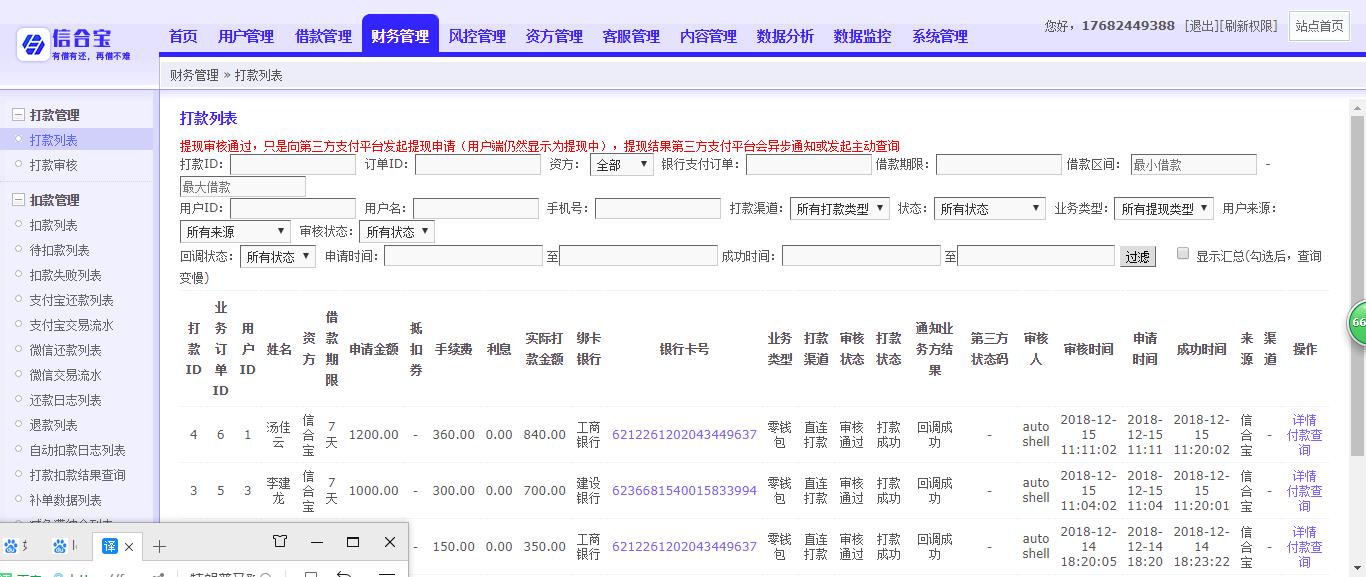 信合宝
有借有还，再借不难
首页 用户管理 借款管理 财务管理 风控管理 资方管理 客服管理 内容管理 数据分析 数据监控 系统管理
您好，17682449388 [退出][刷新权限] 站点首页
财务管理 » 打款列表
打款管理
打款列表
打款审核
扣款管理
扣款列表
待扣款列表
扣款失败列表
支付宝还款列表
支付宝交易流水
微信还款列表
微信交易流水
还款日志列表
退款列表
自动扣款日志列表
打款扣款结果查询
补单数据列表
打款列表
提现审核通过，只是向第三方支付平台发起提现申请（用户端仍然显示为提现中），提现结果第三方支付平台会异步通知或发起主动查询
打款ID： 订单ID： 资方： 全部 银行支付订单： 借款期限： 借款区间： 最小借款 -
最大借款
用户ID： 用户名： 手机号： 打款渠道： 所有打款类型 状态： 所有状态 业务类型： 所有提现类型 用户来源：
所有来源 审核状态： 所有状态
回调状态： 所有状态 申请时间： 至 成功时间： 至 过滤 显示汇总(勾选后，查询
变慢)
打款ID 业务订单ID 用户ID 姓名 资方 借款期限 申请金额 抵扣券 手续费 利息 实际打款金额 绑卡银行 银行卡号 业务类型 打款渠道 审核状态 打款状态 通知业务方结果 第三方状态码 审核人 审核时间 申请时间 成功时间 来源 渠道 操作
4 6 1 汤佳云 信合宝 7天 1200.00 - 360.00 0.00 840.00 工商银行 6212261202043449637 零钱包 直连打款 审核通过 打款成功 回调成功 - auto shell 2018-12-15 11:11:02 2018-12-15 11:11 2018-12-15 11:20:02 信合宝 - 详情 付款查询
3 5 3 李建龙 信合宝 7天 1000.00 - 300.00 0.00 700.00 建设银行 6236681540015833994 零钱包 直连打款 审核通过 打款成功 回调成功 - auto shell 2018-12-15 11:04:02 2018-12-15 11:04 2018-12-15 11:20:01 信合宝 - 详情 付款查询
- 150.00 0.00 350.00 工商银行 6212261202043449637 零钱包 直连打款 审核通过 打款成功 回调成功 - auto shell 2018-12-14 18:20:05 2018-12-14 18:20 2018-12-14 18:23:22 信合宝 - 详情 付款查询
译
66